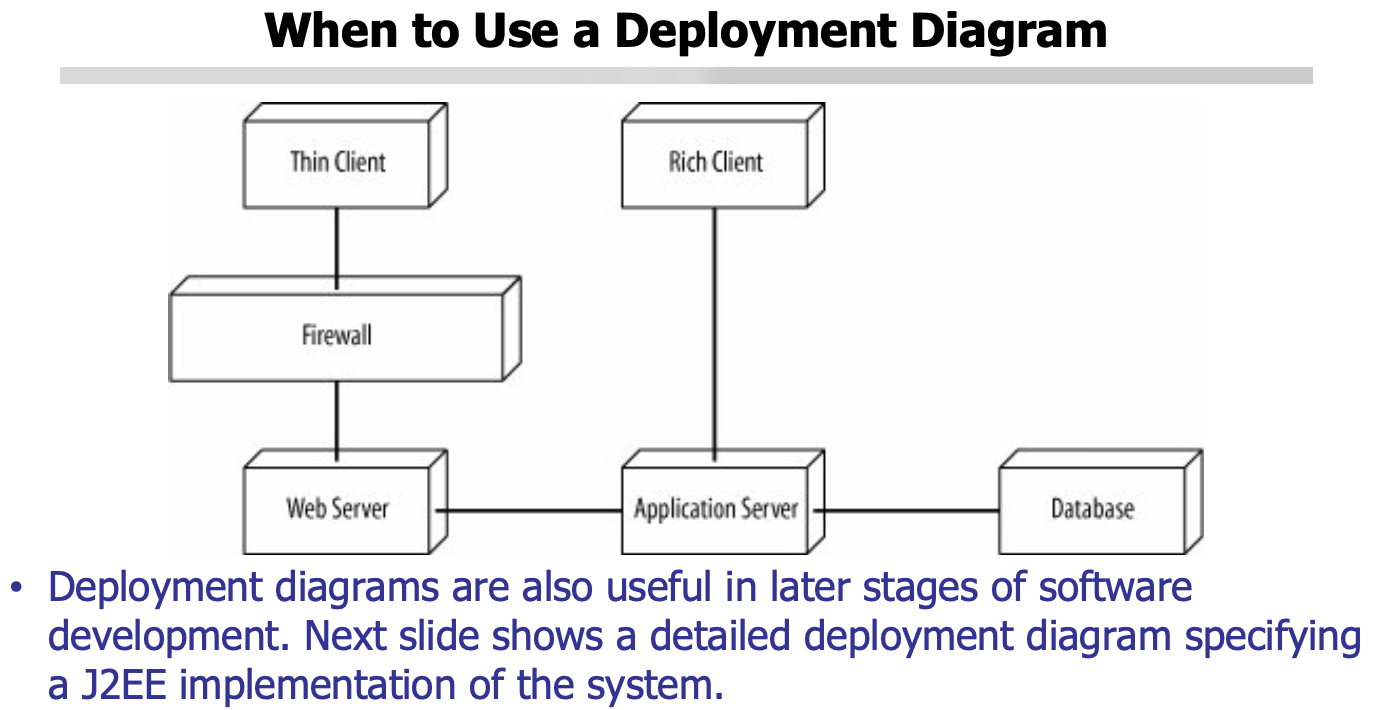 When to Use a Deployment Diagram
Thin Client
Rich Client
Firewall
Web Server
Application Server
Database
• Deployment diagrams are also useful in later stages of software
development. Next slide shows a detailed deployment diagram specifying
a J2EE implementation of the system.